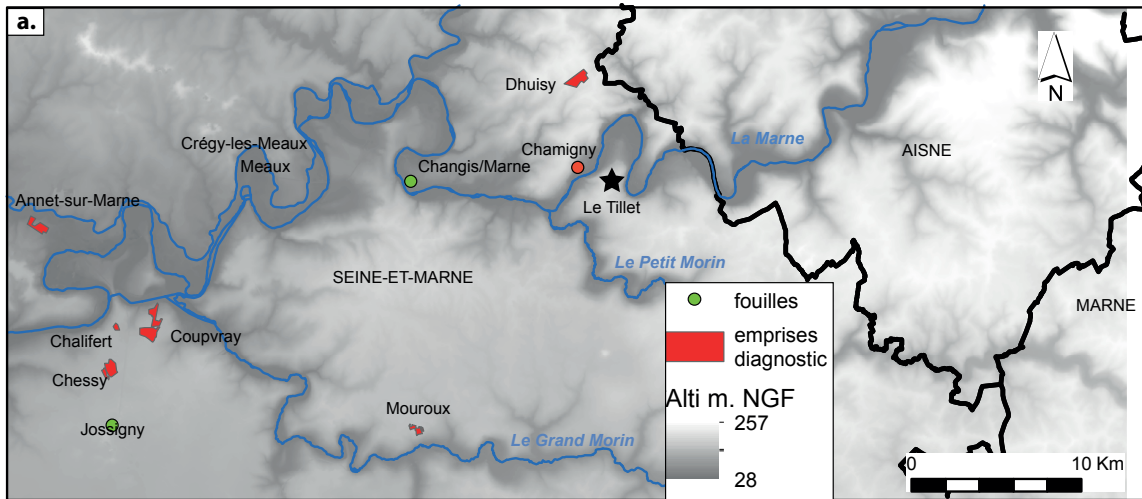 a.
N
Dhuisy
La Marne
Crégy-les-Meaux
Meaux
Chamigny
AISNE
Changis/Marne
Annet-sur-Marne
Le Tillet
Le Petit Morin
SEINE-ET-MARNE
MARNE
fouilles
Chalifert
Coupvray
emprises
diagnostic
Chessy
Alti m. NGF
Mouroux
257
Jossigny
Le Grand Morin
28
0
10 Km